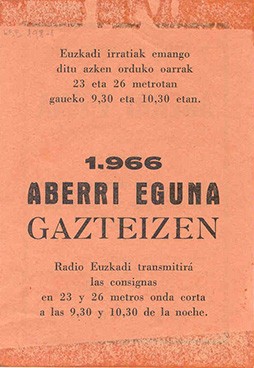 Euzkadi irratiak emango
ditu azken orduko oarrak
23 eta 26 metrotan
gaueko 9,30 eta 10,30 etan.
1.966
ABERRI EGUNA
GAZTEIZEN
Radio Euzkadi transmitirá
las consignas
en 23 y 26 metros onda corta
a las 9,30 y 10,30 de la noche.